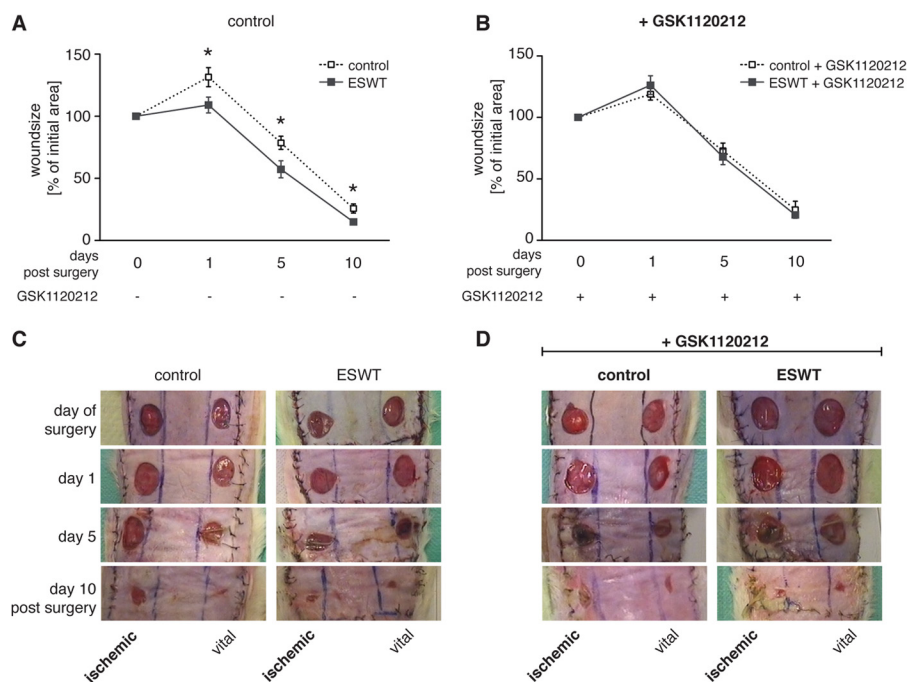 A
control
*
*
*
150
100
50
0
woundsize
[% of initial area]
control
ESWT
days
post surgery
0 1 5 10
GSK1120212 - - - -
B
+ GSK1120212
150
100
50
0
woundsize
[% of initial area]
control + GSK1120212
ESWT + GSK1120212
days
post surgery
0 1 5 10
GSK1120212 + + + +
C
control ESWT
day of
surgery
day 1
day 5
day 10
post surgery
ischemic vital ischemic vital
D
+ GSK1120212
control ESWT
ischemic vital ischemic vital